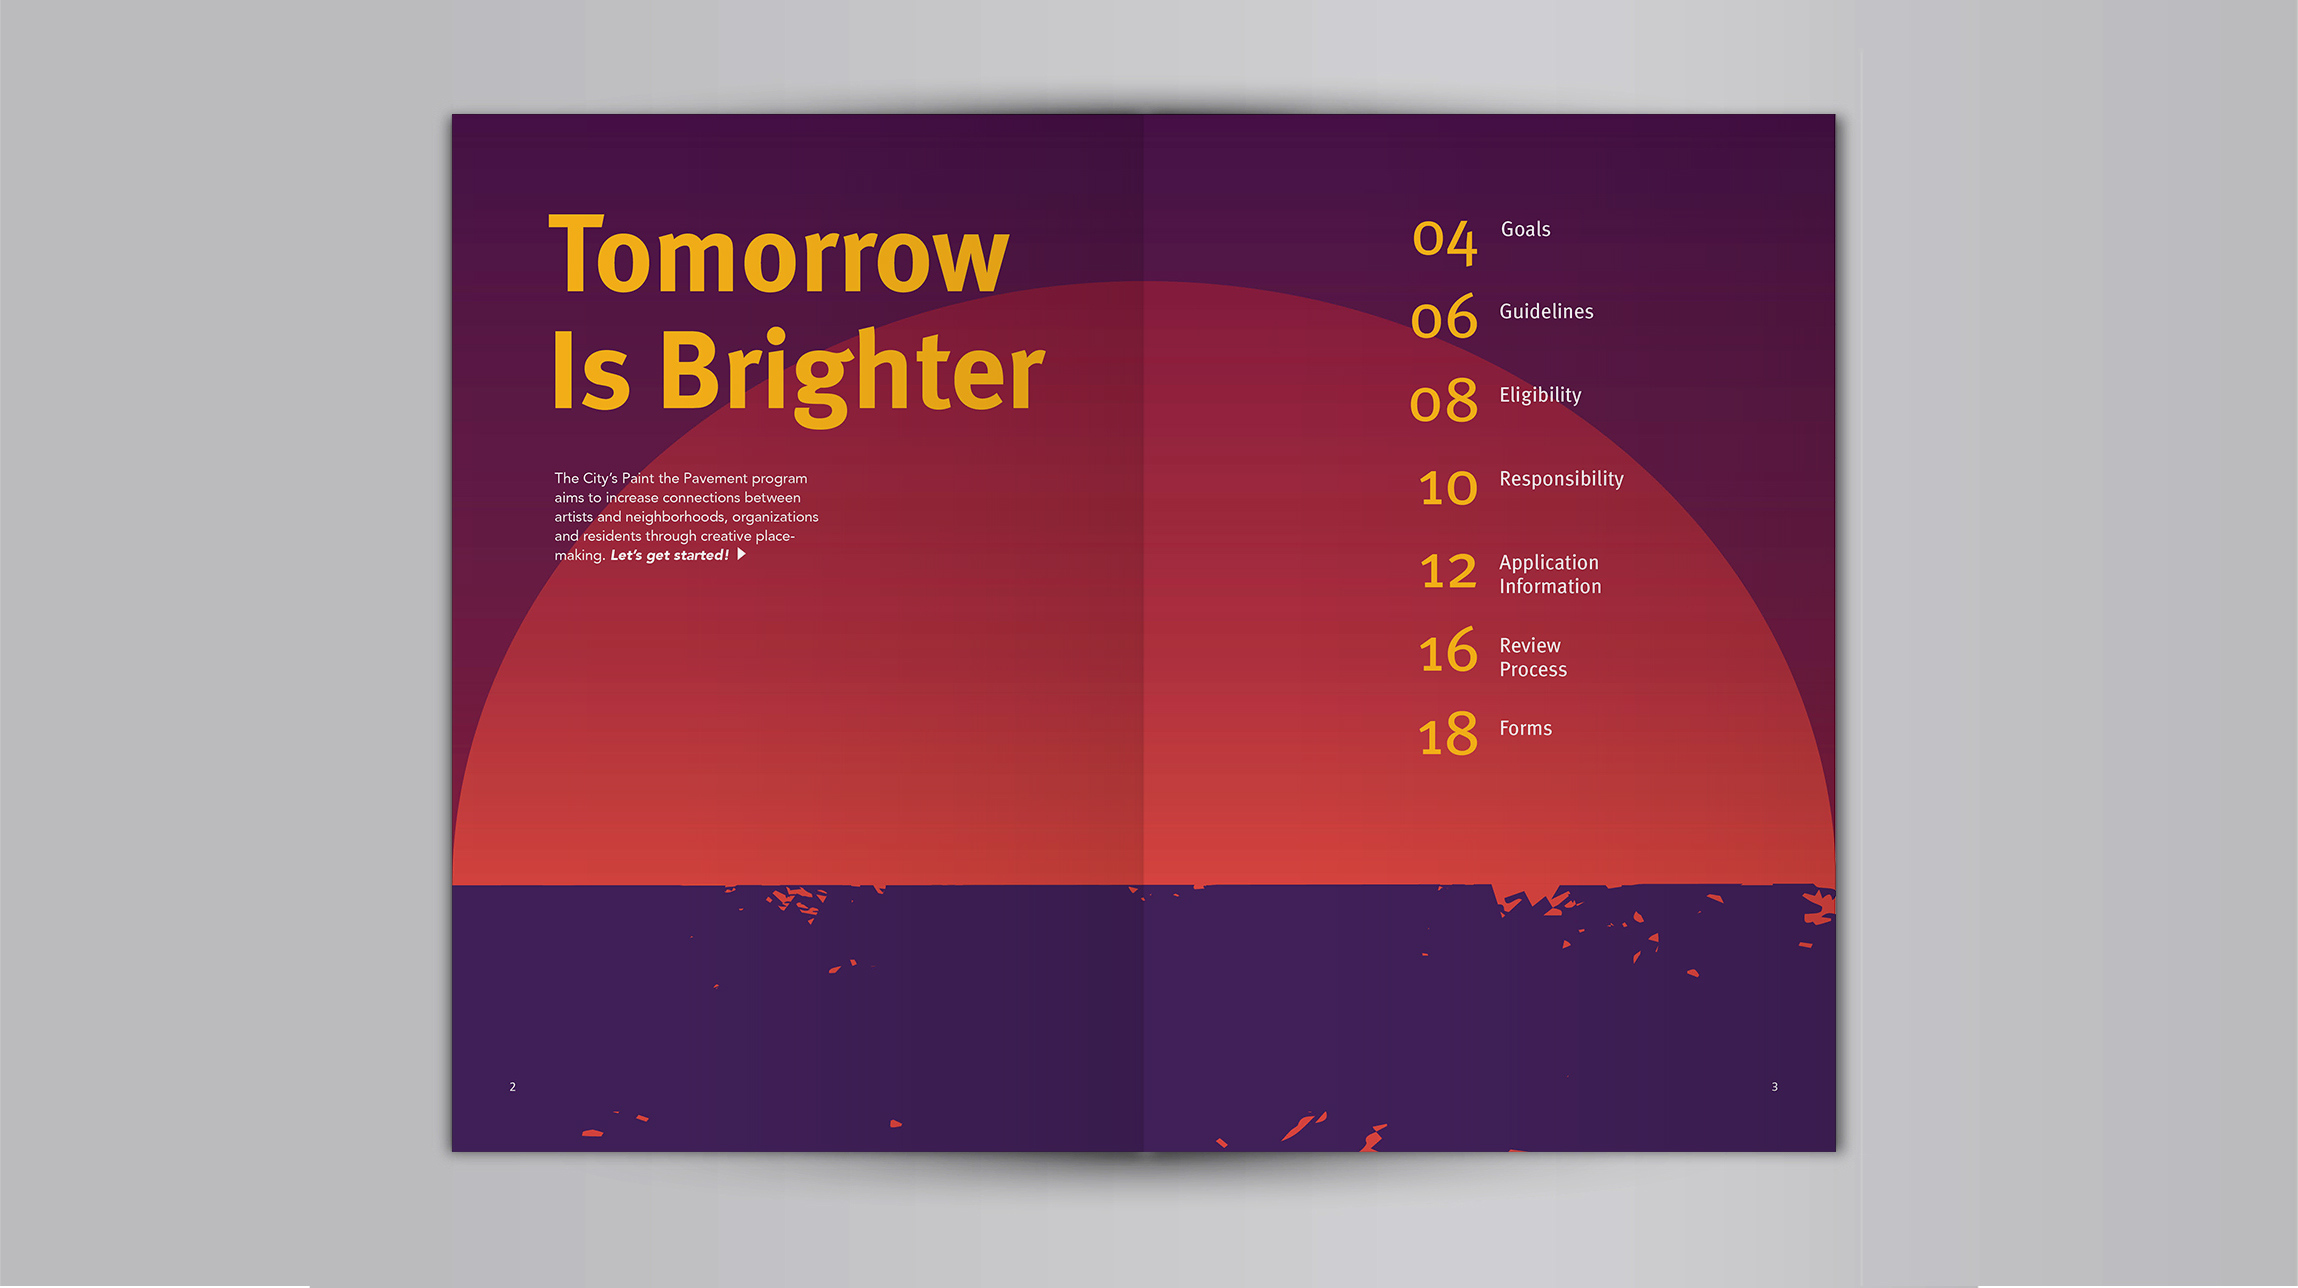 Tomorrow
Is Brighter
The City's Paint the Pavement program
aims to increase connections between
artists and neighborhoods, organizations
and residents through creative place-
making. Let's get started!
2
04 Goals
06 Guidelines
08 Eligibility
10 Responsibility
12 Application
Information
16 Review
Process
18 Forms
3